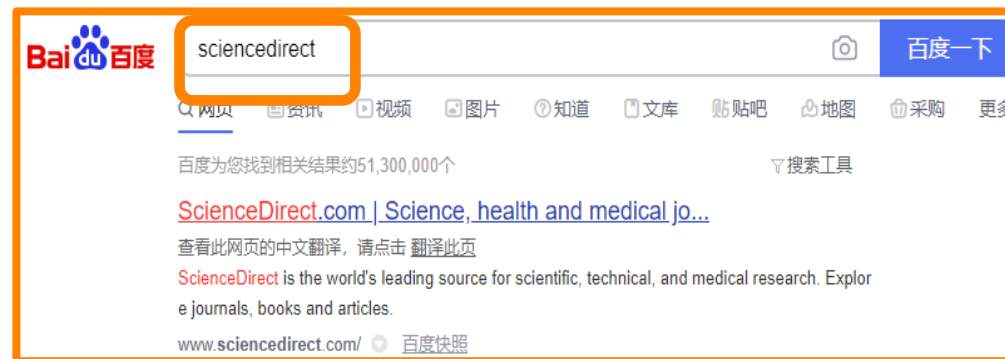 Bai du 百度 sciencedirect 百度一下
网页 资讯 视频 图片 知道 文库 贴吧 地图 采购 更多
百度为您找到相关结果约51,300,000个 搜索工具
ScienceDirect.com | Science, health and medical jo...
查看此网页的中文翻译，请点击 翻译此页
ScienceDirect is the world's leading source for scientific, technical, and medical research. Explor
e journals, books and articles.
www.sciencedirect.com/ 百度快照